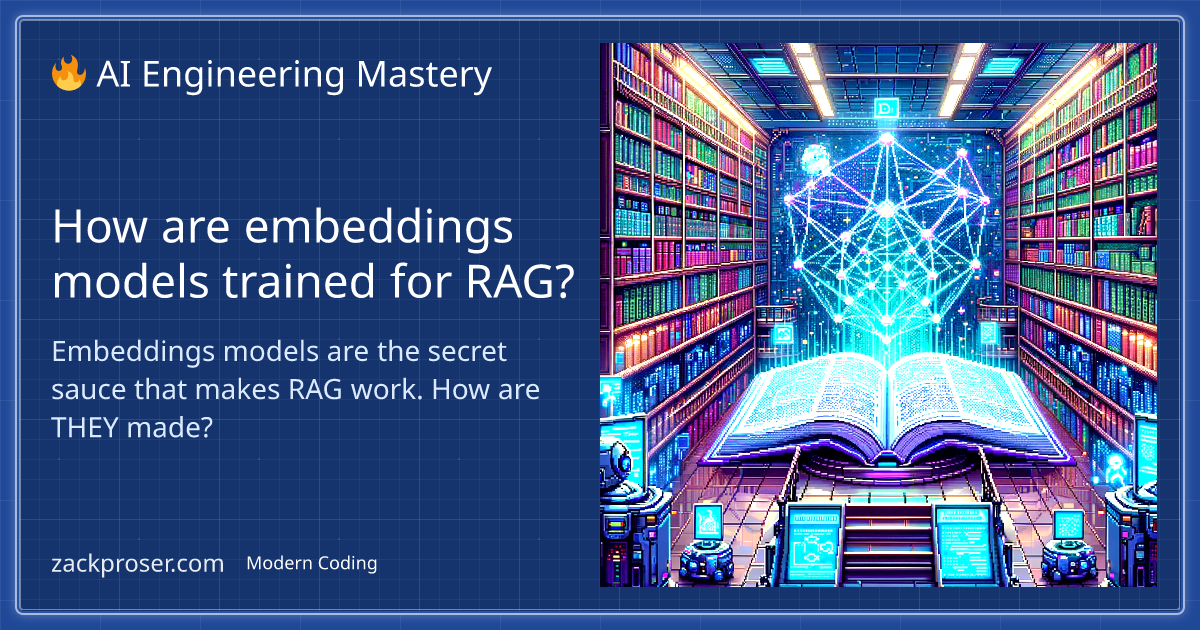 🔥 AI Engineering Mastery
How are embeddings
models trained for RAG?
Embeddings models are the secret
sauce that makes RAG work. How are
THEY made?
zackproser.com Modern Coding